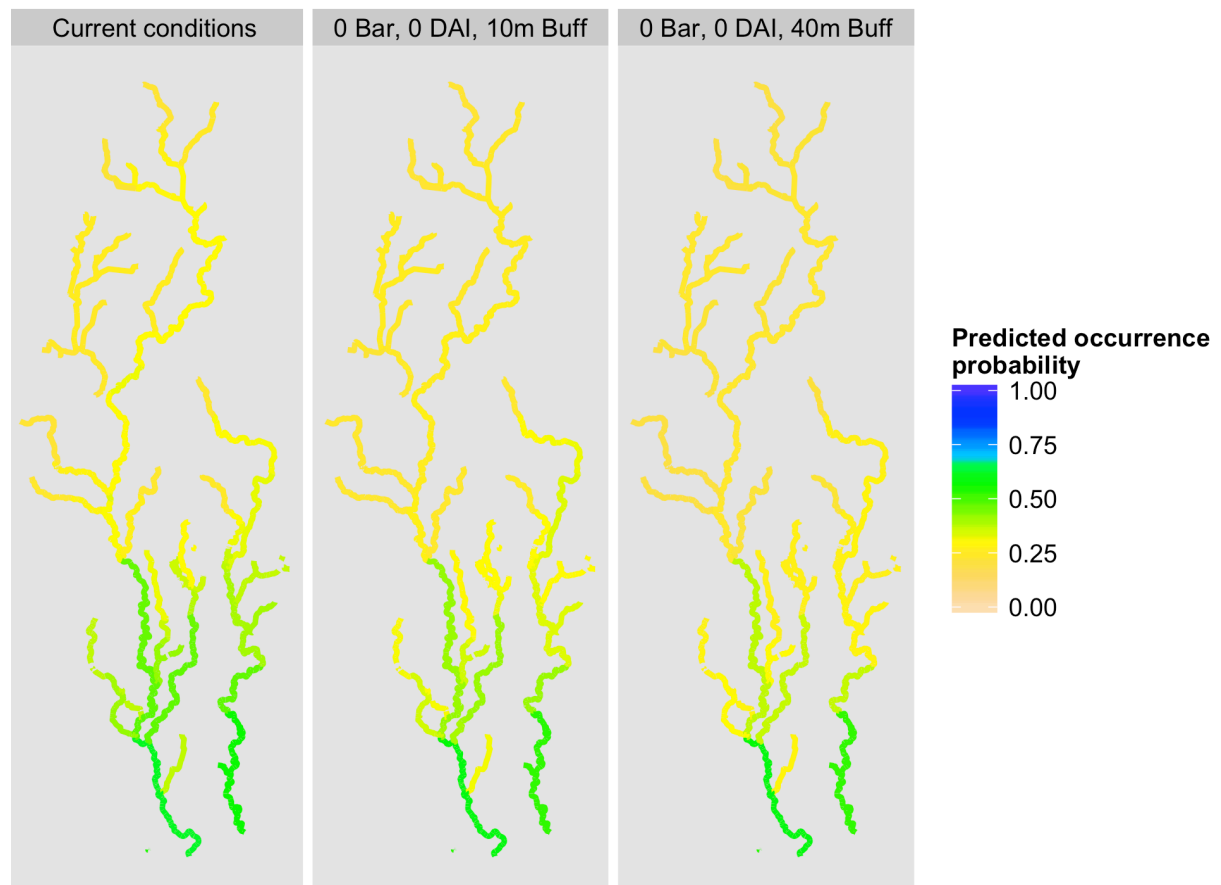 Current conditions
0 Bar, 0 DAI, 10m Buff
0 Bar, 0 DAI, 40m Buff
Predicted occurrence
probability
1.00
0.75
0.50
0.25
0.00